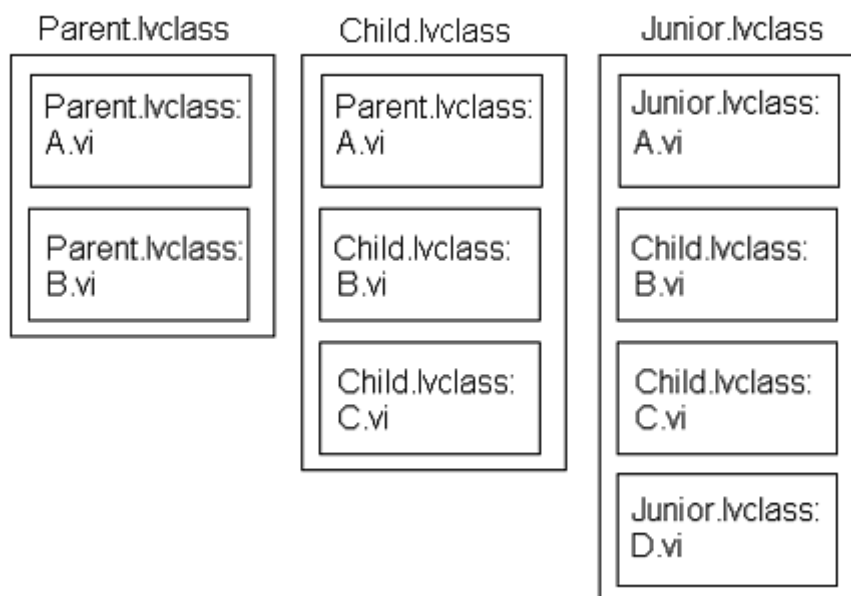 Parent.lvclass
Parent.lvclass:
A.vi
Parent.lvclass:
B.vi
Child.lvclass
Parent.lvclass:
A.vi
Child.lvclass:
B.vi
Child.lvclass:
C.vi
Junior.lvclass
Junior.lvclass:
A.vi
Child.lvclass:
B.vi
Child.lvclass:
C.vi
Junior.lvclass:
D.vi